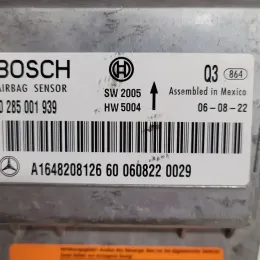 BOSCH
AIRBAG SENSOR
0 285 001 939
SW 2005
HW 5004
Q3 864
Assembled in Mexico
06-08-22
A1648208126 60 060822 0029